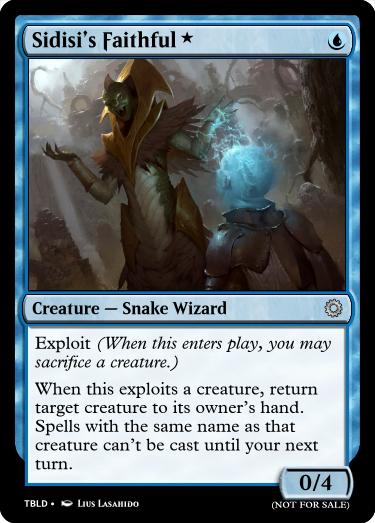 Sidisi's Faithful ★
Creature — Snake Wizard
Exploit (When this enters play, you may
sacrifice a creature.)
When this exploits a creature, return
target creature to its owner's hand.
Spells with the same name as that
creature can't be cast until your next
turn.
0/4
TBLD • Lius Lasahido
(NOT FOR SALE)